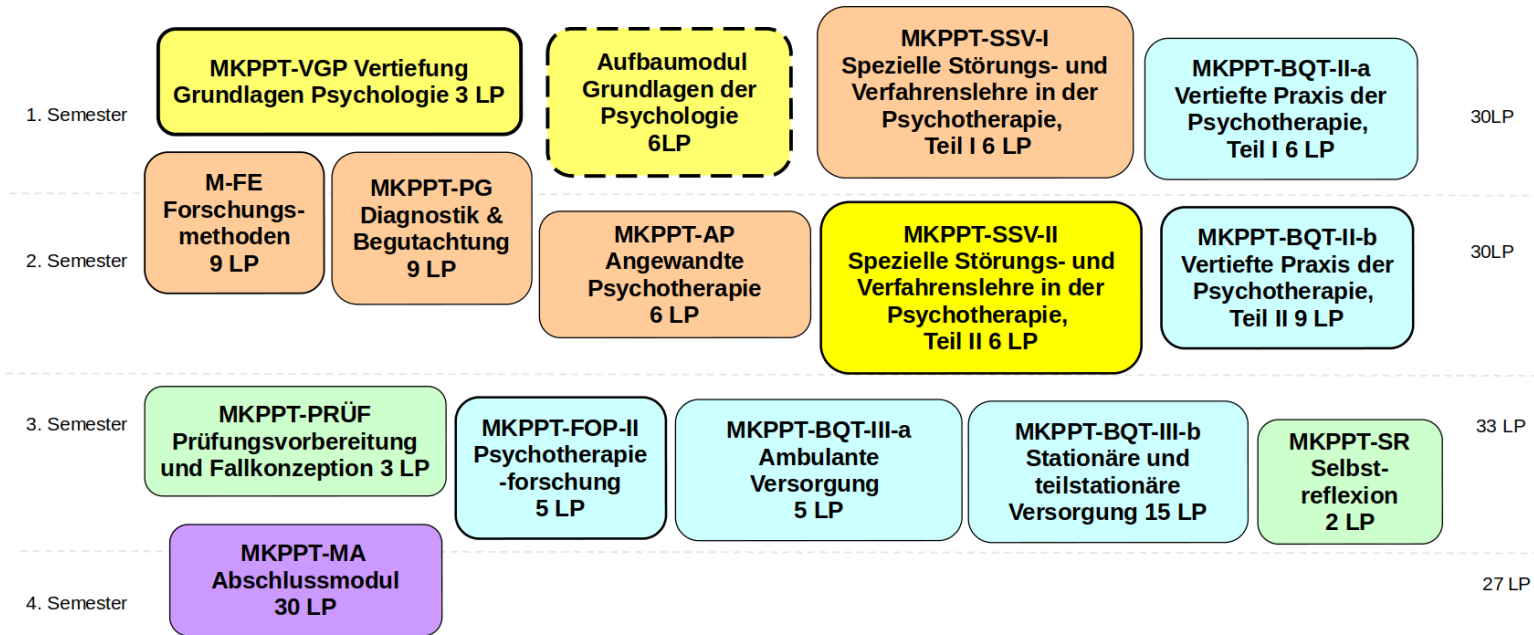 1. Semester
MKPPT-VGP Vertiefung
Grundlagen Psychologie 3 LP
Aufbaumodul
Grundlagen der
Psychologie
6LP
MKPPT-SSV-I
Spezielle Störungs- und
Verfahrenslehre in der
Psychotherapie,
Teil I 6 LP
MKPPT-BQT-II-a
Vertiefte Praxis der
Psychotherapie,
Teil I 6 LP
30LP
M-FE
Forschungs-
methoden
9 LP
MKPPT-PG
Diagnostik &
Begutachtung
9 LP
2. Semester
MKPPT-AP
Angewandte
Psychotherapie
6 LP
MKPPT-SSV-II
Spezielle Störungs- und
Verfahrenslehre in der
Psychotherapie,
Teil II 6 LP
MKPPT-BQT-II-b
Vertiefte Praxis der
Psychotherapie,
Teil II 9 LP
30LP
3. Semester
MKPPT-PRÜF
Prüfungsvorbereitung
und Fallkonzeption 3 LP
MKPPT-FOP-II
Psychotherapie
-forschung
5 LP
MKPPT-BQT-III-a
Ambulante
Versorgung
5 LP
MKPPT-BQT-III-b
Stationäre und
teilstationäre
Versorgung 15 LP
MKPPT-SR
Selbst-
reflexion
2 LP
33 LP
4. Semester
MKPPT-MA
Abschlussmodul
30 LP
27 LP